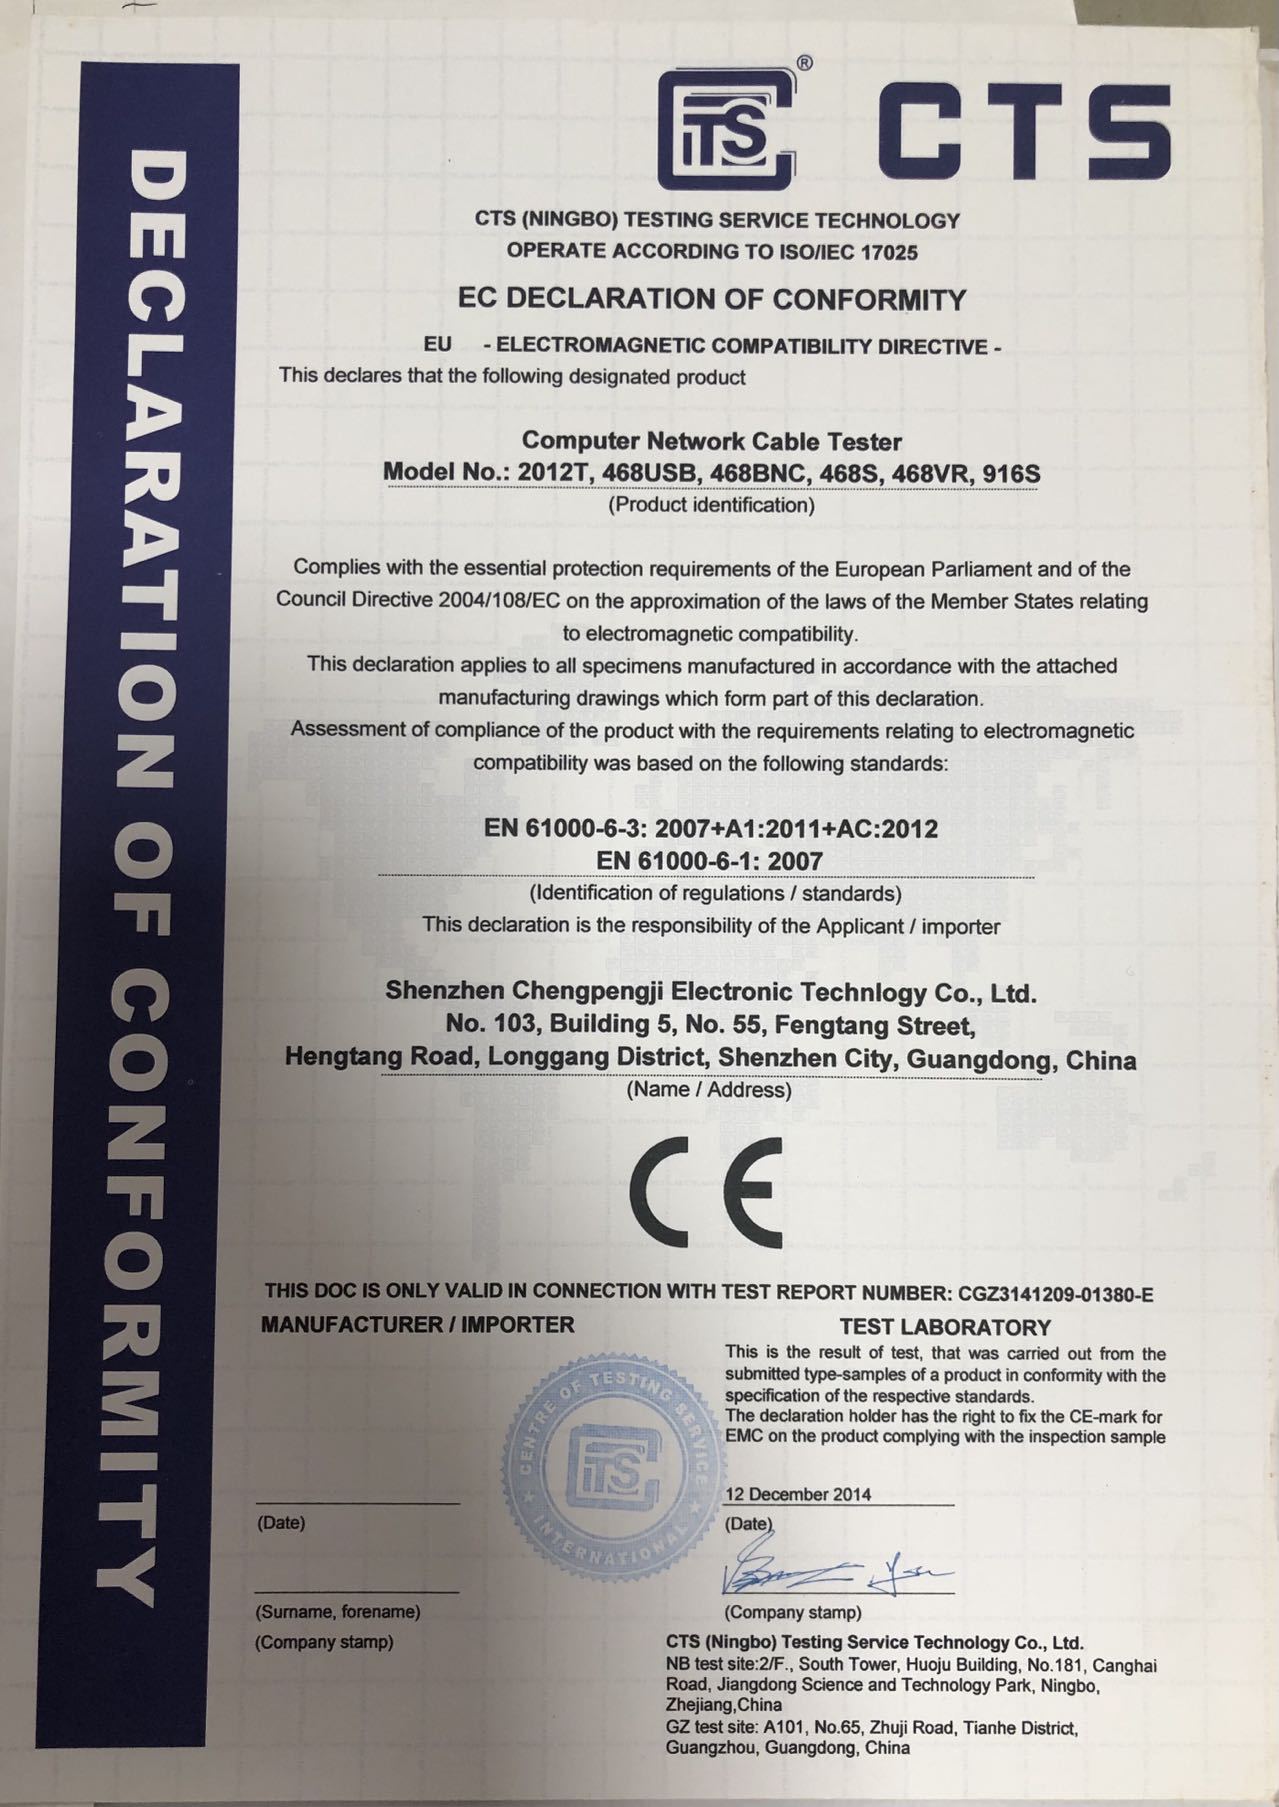 DECLARATION OF CONFORMITY
CTS ® CTS
CTS (NINGBO) TESTING SERVICE TECHNOLOGY
OPERATE ACCORDING TO ISO/IEC 17025
EC DECLARATION OF CONFORMITY
EU - ELECTROMAGNETIC COMPATIBILITY DIRECTIVE -
This declares that the following designated product
Computer Network Cable Tester
Model No.: 2012T, 468USB, 468BNC, 468S, 468VR, 916S
(Product identification)
Complies with the essential protection requirements of the European Parliament and of the
Council Directive 2004/108/EC on the approximation of the laws of the Member States relating
to electromagnetic compatibility.
This declaration applies to all specimens manufactured in accordance with the attached
manufacturing drawings which form part of this declaration.
Assessment of compliance of the product with the requirements relating to electromagnetic
compatibility was based on the following standards:
EN 61000-6-3: 2007+A1:2011+AC:2012
EN 61000-6-1: 2007
(Identification of regulations / standards)
This declaration is the responsibility of the Applicant / importer
Shenzhen Chengpengji Electronic Technlogy Co., Ltd.
No. 103, Building 5, No. 55, Fengtang Street,
Hengtang Road, Longgang District, Shenzhen City, Guangdong, China
(Name / Address)
CE
THIS DOC IS ONLY VALID IN CONNECTION WITH TEST REPORT NUMBER: CGZ3141209-01380-E
MANUFACTURER / IMPORTER
(Date)
(Surname, forename)
(Company stamp)
CENTRE OF TESTING SERVICE
CTS
INTERNATIONAL
TEST LABORATORY
This is the result of test, that was carried out from the
submitted type-samples of a product in conformity with the
specification of the respective standards.
The declaration holder has the right to fix the CE-mark for
EMC on the product complying with the inspection sample
12 December 2014
(Date)
(Company stamp)
CTS (Ningbo) Testing Service Technology Co., Ltd.
NB test site:2/F., South Tower, Huoju Building, No.181, Canghai
Road, Jiangdong Science and Technology Park, Ningbo,
Zhejiang,China
GZ test site: A101, No.65, Zhuji Road, Tianhe District,
Guangzhou, Guangdong, China